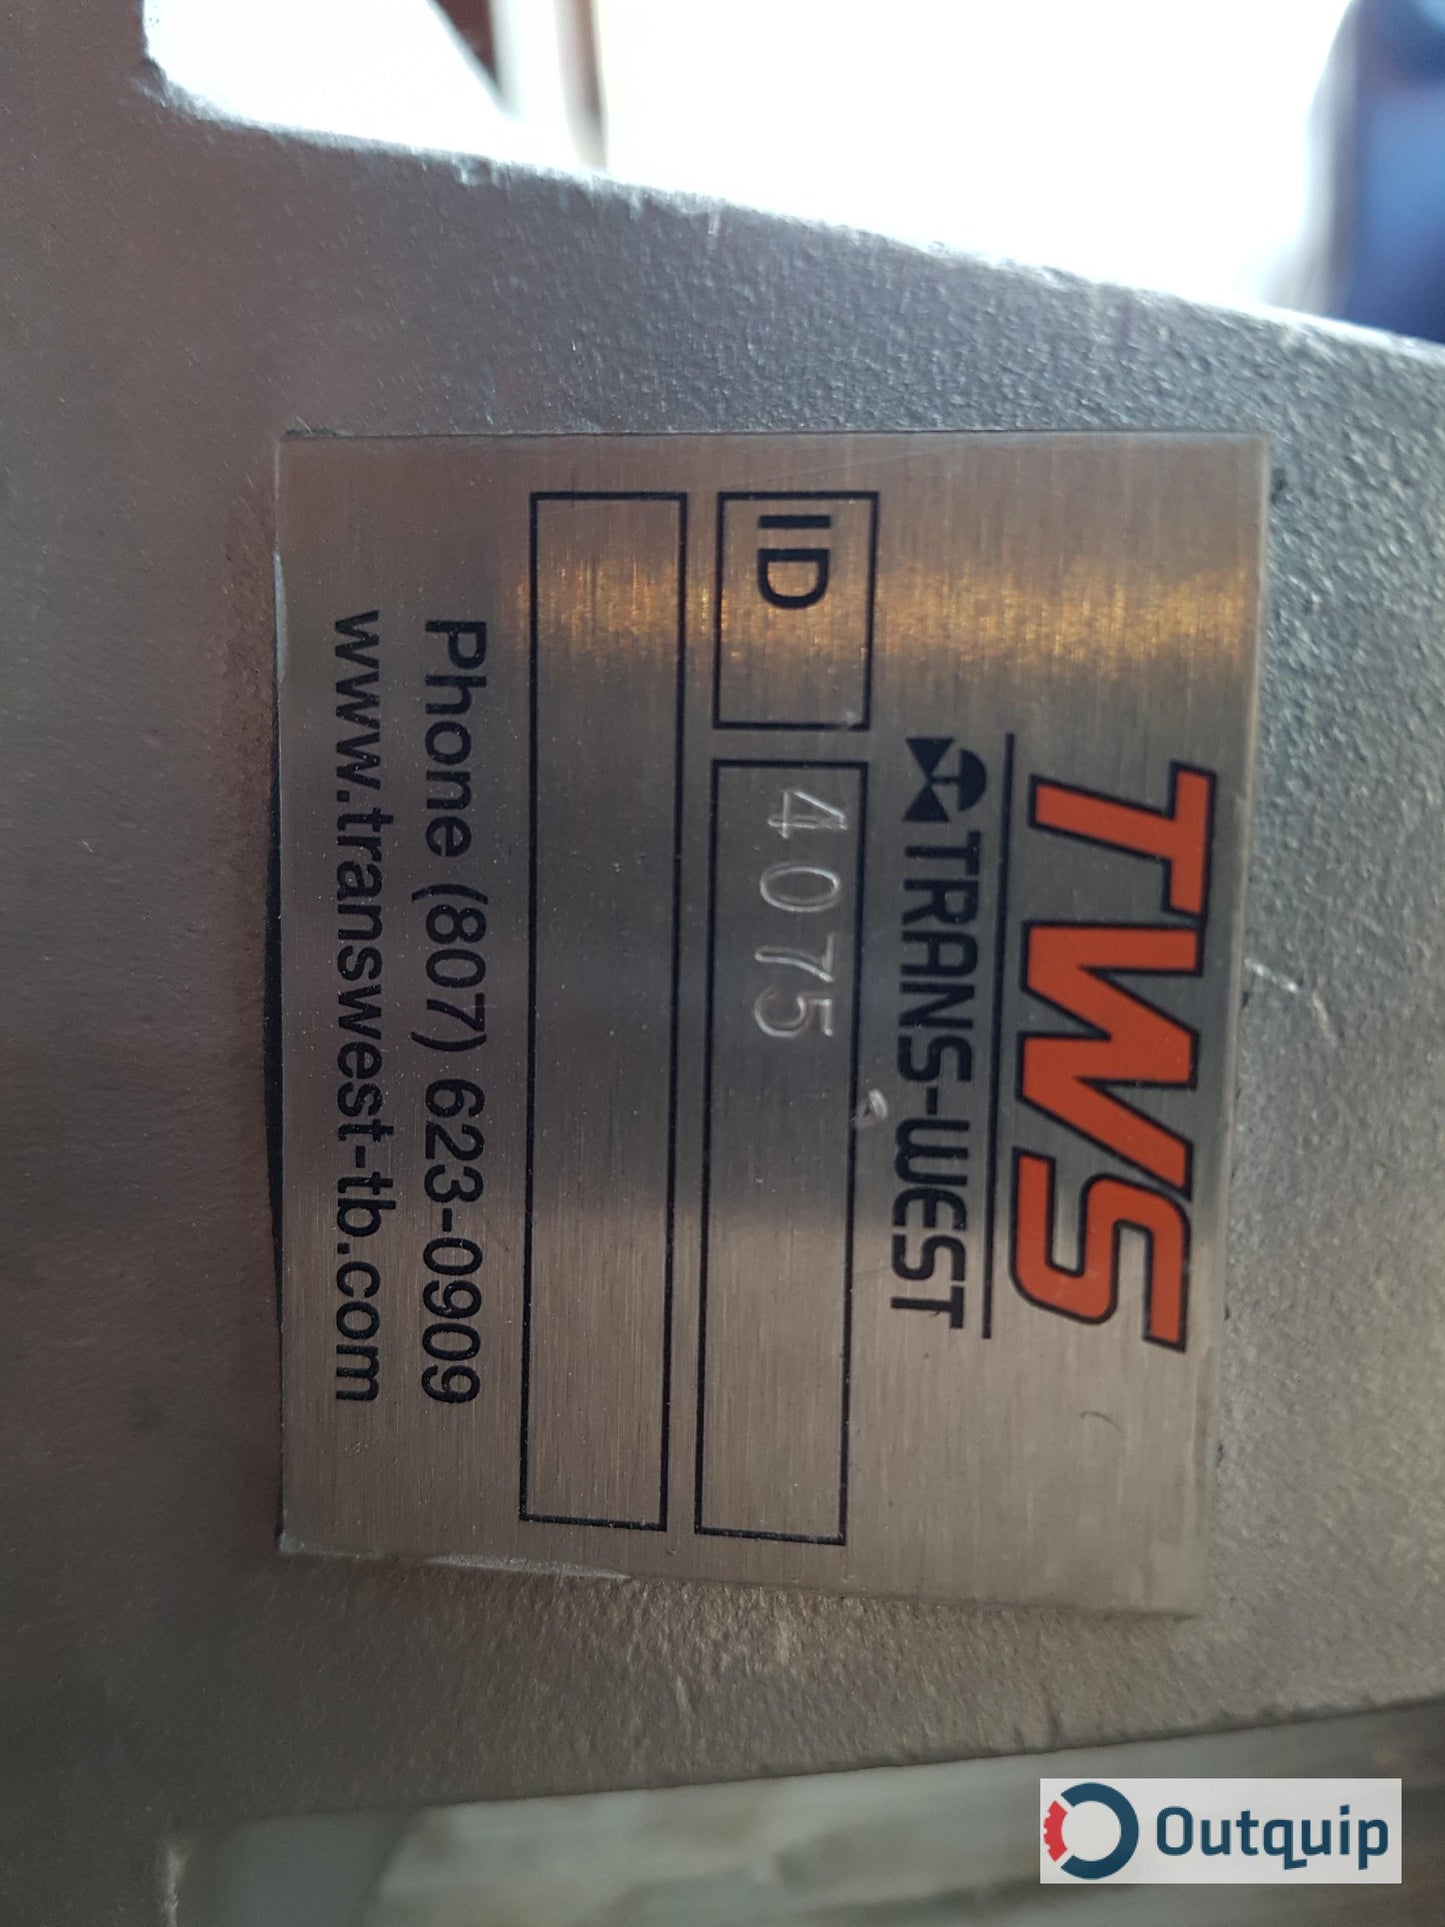 TWS
TRANS-WEST
ID 4075
Phone (807) 623-0909
www.transwest-tb.com
Outquip